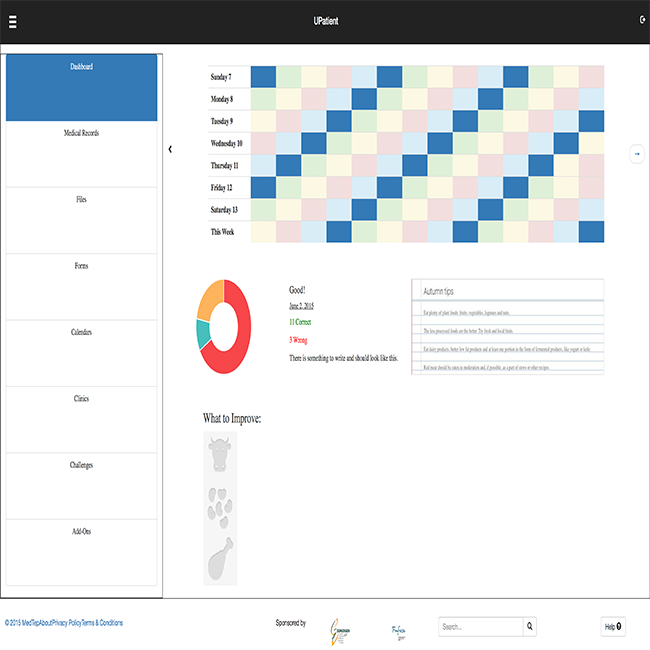 UPatient
Dashboard
Medical Records
Files
Forms
Calendars
Clinics
Challenges
Add-Ons
Sunday 7
Monday 8
Tuesday 9
Wednesday 10
Thursday 11
Friday 12
Saturday 13
This Week
Good!
June 2, 2015
11 Correct
3 Wrong
There is something to write and should look like this.
Autumn tips
Eat plenty of plant foods: fruits, vegetables, legumes and nuts.
The less processed foods are the better. Try fresh and local fruits.
Eat dairy products, better low fat products and at least one portion in the form of fermented products, like yogurt or kefir.
Red meat should be eaten in moderation and, if possible, as a part of stews or other recipes.
What to Improve:
© 2015 MedTepAboutPrivacy PolicyTerms & Conditions
Sponsored by
Search...
Help